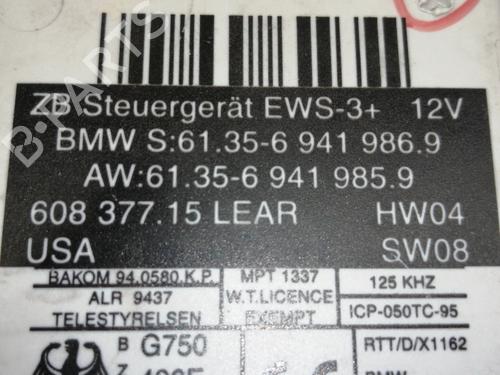 ZB Steuergerät EWS-3+ 12V
BMW S:61.35-6 941 986.9
AW:61.35-6 941 985.9
608 377.15 LEAR HW04
USA SW08
BAKOM 94.0580.K.P.
ALR 9437
TELESTYRELSEN
MPT 1337
W.T.LICENCE
EXEMPT
125 KHZ
ICP-050TC-95
B G750
Z
RTT/D/X1162
BMW
B-PARTS